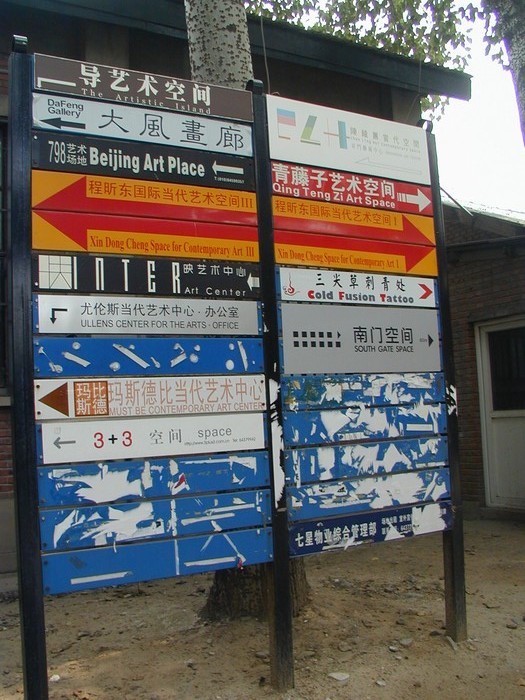 导艺术空间
The Artistic Island
DaFeng Gallery
大風畫廊
798艺术场地 Beijing Art Place
程昕东国际当代艺术空间III
Xin Dong Cheng Space for Contemporary Art III
INTER 映艺术中心
Art Center
尤伦斯当代艺术中心·办公室
ULLENS CENTER FOR THE ARTS · OFFICE
玛比斯德 玛斯德比当代艺术中心
MUST BE CONTEMPORARY ART CENTER
3+3 空间 space
青藤子艺术空间
Qing Teng Zi Art Space
程昕东国际当代艺术空间 I
Xin Dong Cheng Space for Contemporary Art I
三尖草刺青处
Cold Fusion Tattoo
南门空间
SOUTH GATE SPACE
七星物业综合管理部